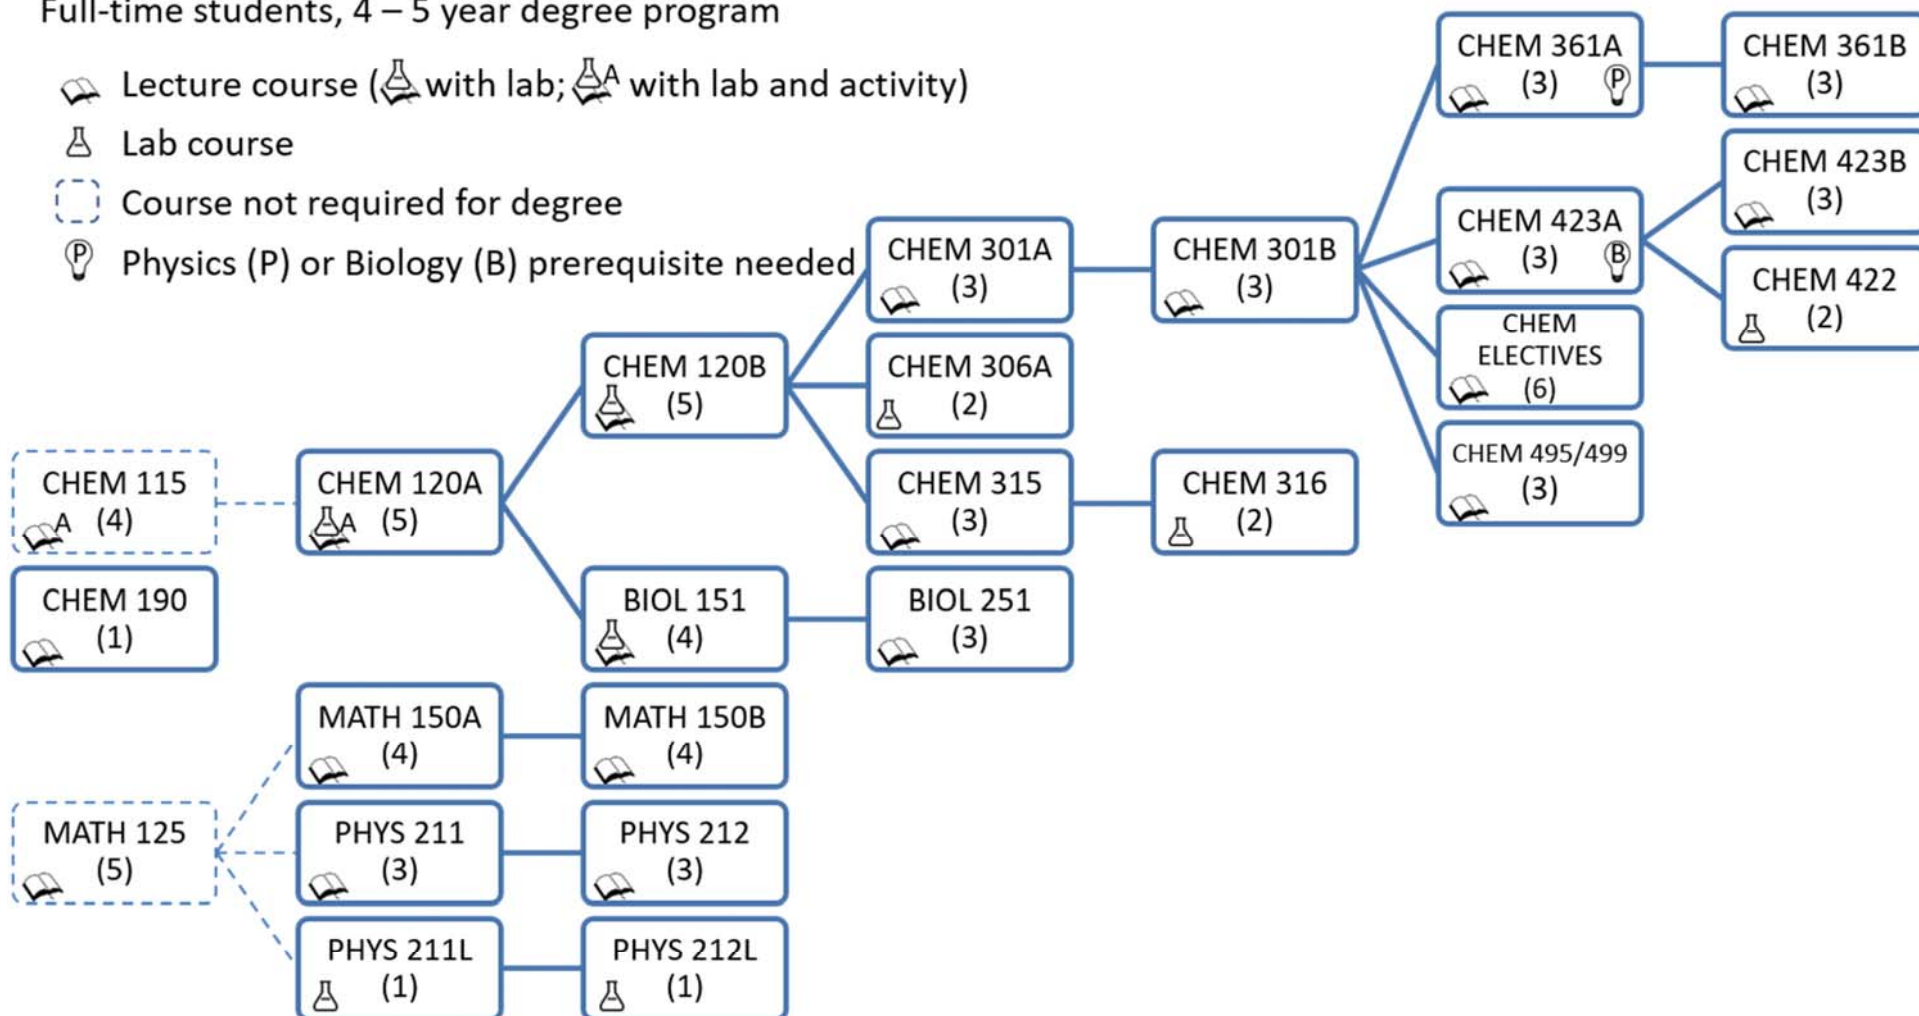 Full-time students, 4 – 5 year degree program
Lecture course (with lab; A with lab and activity)
Lab course
Course not required for degree
P Physics (P) or Biology (B) prerequisite needed
CHEM 115
A (4)
CHEM 190
(1)
MATH 125
(5)
CHEM 120A
A (5)
MATH 150A
(4)
PHYS 211
(3)
PHYS 211L
(1)
CHEM 120B
(5)
BIOL 151
(4)
MATH 150B
(4)
PHYS 212
(3)
PHYS 212L
(1)
CHEM 301A
(3)
CHEM 306A
(2)
CHEM 315
(3)
BIOL 251
(3)
CHEM 301B
(3)
CHEM 316
(2)
CHEM 361A
(3) P
CHEM 423A
(3) B
CHEM
ELECTIVES
(6)
CHEM 495/499
(3)
CHEM 361B
(3)
CHEM 423B
(3)
CHEM 422
(2)